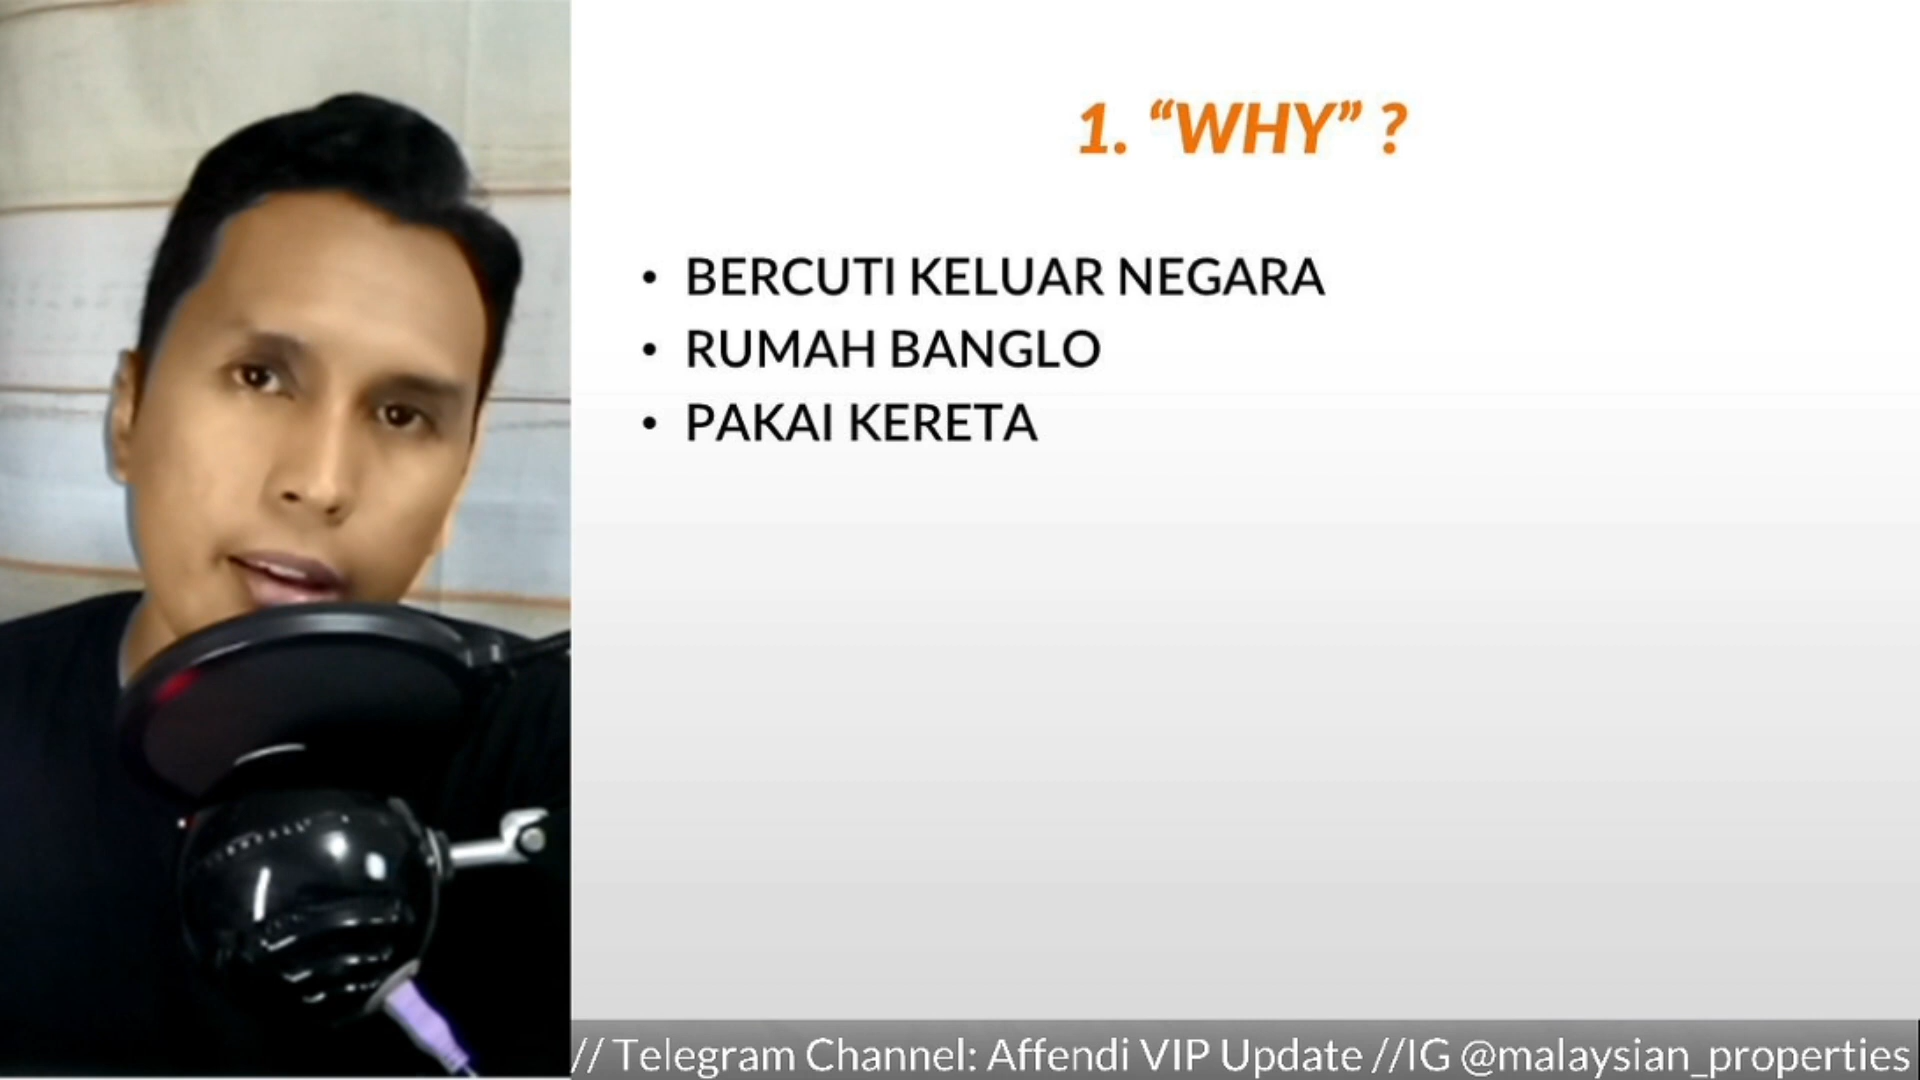 1. “WHY” ?
• BERCUTI KELUAR NEGARA
• RUMAH BANGLO
• PAKAI KERETA
// Telegram Channel: Affendi VIP Update //IG @malaysian_properties